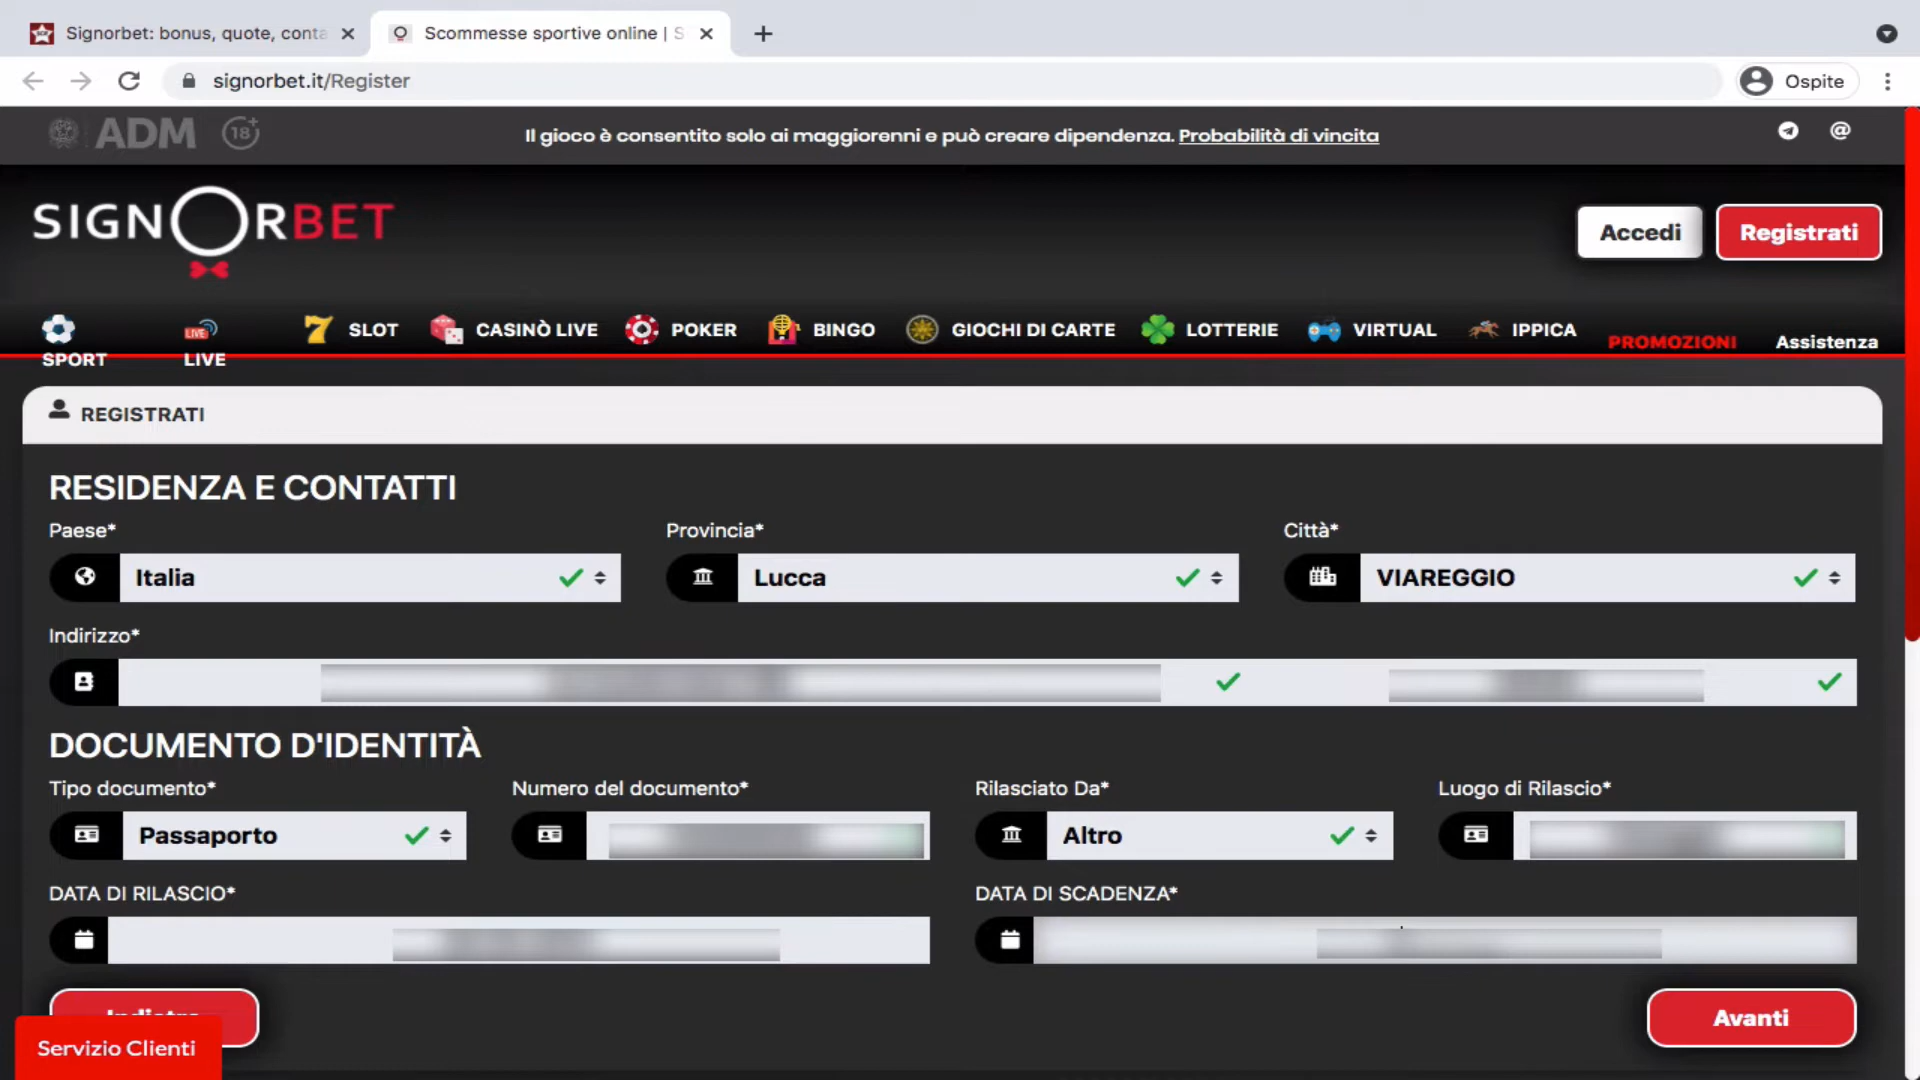 Signorbet: bonus, quote, conta
Scommesse sportive online | S
signorbet.it/Register
Ospite
ADM
18+
Il gioco è consentito solo ai maggiorenni e può creare dipendenza. Probabilità di vincita
SIGNORBET
Accedi
Registrati
SPORT
LIVE
LIVE
7 SLOT
CASINÒ LIVE
POKER
BINGO
GIOCHI DI CARTE
LOTTERIE
VIRTUAL
IPPICA
PROMOZIONI
Assistenza
REGISTRATI
RESIDENZA E CONTATTI
Paese*
Provincia*
Città*
Italia
Lucca
VIAREGGIO
Indirizzo*
DOCUMENTO D'IDENTITÀ
Tipo documento*
Numero del documento*
Rilasciato Da*
Luogo di Rilascio*
Passaporto
Altro
DATA DI RILASCIO*
DATA DI SCADENZA*
Avanti
Servizio Clienti